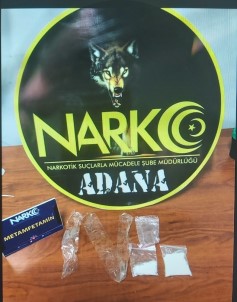 NARKO
NARKOTİK SUÇLARLA MÜCADELE ŞUBE MÜDÜRLÜĞÜ
ADANA
NARKO
METAMFETAMİN